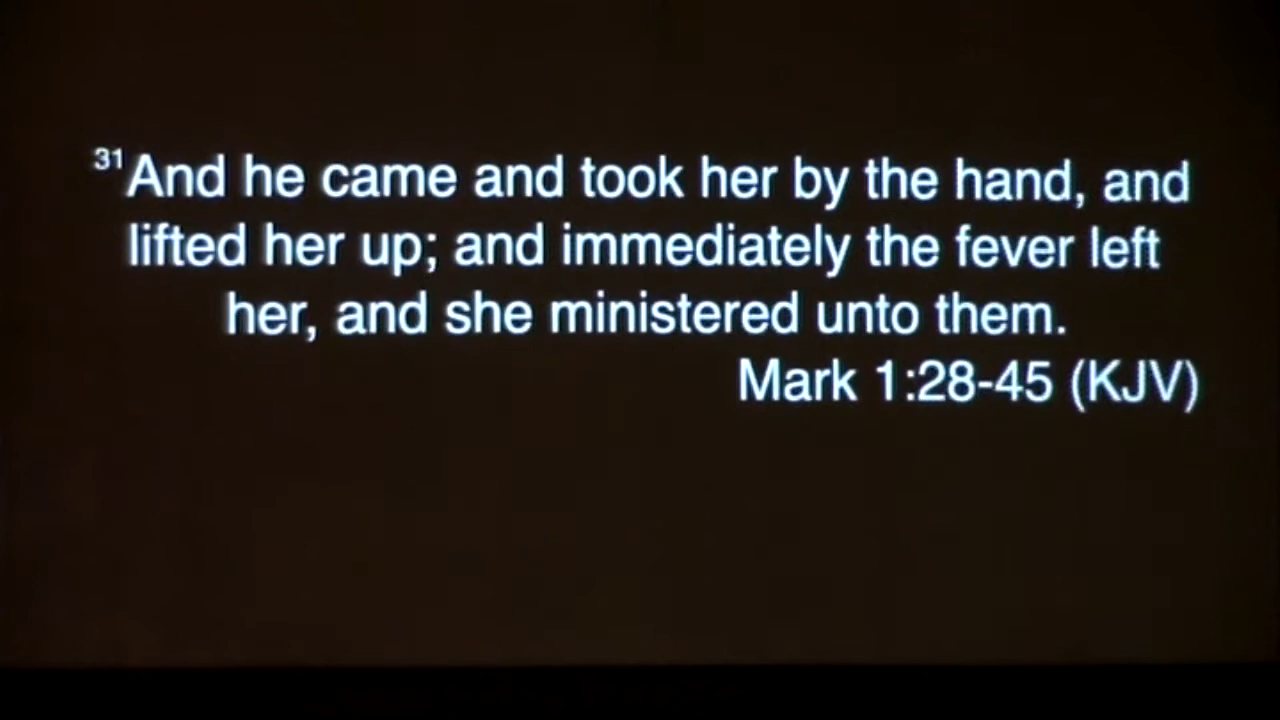 31And he came and took her by the hand, and
lifted her up; and immediately the fever left
her, and she ministered unto them.
Mark 1:28-45 (KJV)